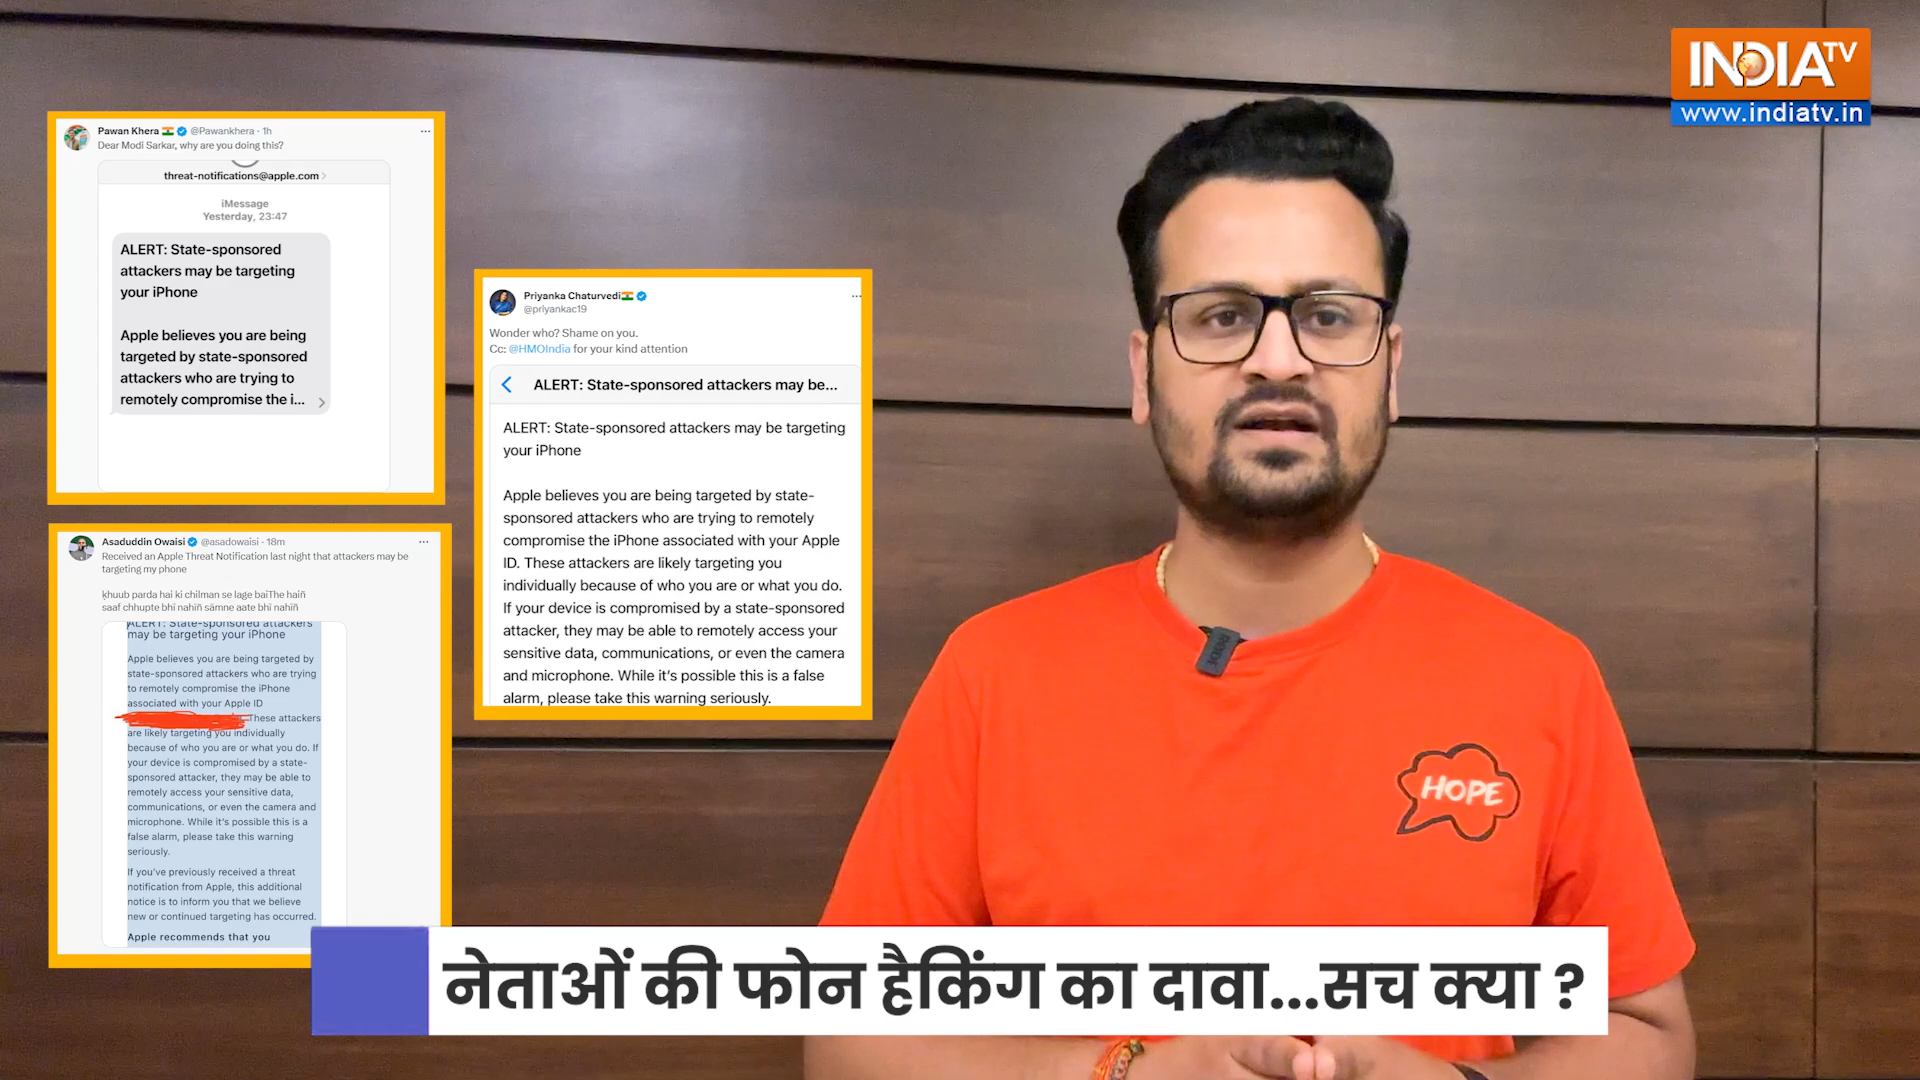 INDIA TV
www.indiatv.in
Pawan Khera @Pawankhera · 1h
Dear Modi Sarkar, why are you doing this?
threat-notifications@apple.com
iMessage
Yesterday, 23:47
ALERT: State-sponsored
attackers may be targeting
your iPhone
Apple believes you are being
targeted by state-sponsored
attackers who are trying to
remotely compromise the i...
Priyanka Chaturvedi
@priyankac19
Wonder who? Shame on you.
Cc: @HMOIndia for your kind attention
ALERT: State-sponsored attackers may be...
ALERT: State-sponsored attackers may be targeting
your iPhone
Apple believes you are being targeted by state-
sponsored attackers who are trying to remotely
compromise the iPhone associated with your Apple
ID. These attackers are likely targeting you
individually because of who you are or what you do.
If your device is compromised by a state-sponsored
attacker, they may be able to remotely access your
sensitive data, communications, or even the camera
and microphone. While it's possible this is a false
alarm, please take this warning seriously.
Asaduddin Owaisi @asadowaisi · 18m
Received an Apple Threat Notification last night that attackers may be
targeting my phone
ḳhuub parda hai ki chilman se lage baiThe haiñ
saaf chhupte bhī nahīñ sāmne aate bhī nahīñ
ALERT: State-sponsored attackers
may be targeting your iPhone
Apple believes you are being targeted by
state-sponsored attackers who are trying
to remotely compromise the iPhone
associated with your Apple ID
These attackers
are likely targeting you individually
because of who you are or what you do. If
your device is compromised by a state-
sponsored attacker, they may be able to
remotely access your sensitive data,
communications, or even the camera and
microphone. While it's possible this is a
false alarm, please take this warning
seriously.
If you've previously received a threat
notification from Apple, this additional
notice is to inform you that we believe
new or continued targeting has occurred.
Apple recommends that you
RODE
HOPE
नेताओं की फोन हैकिंग का दावा...सच क्या ?